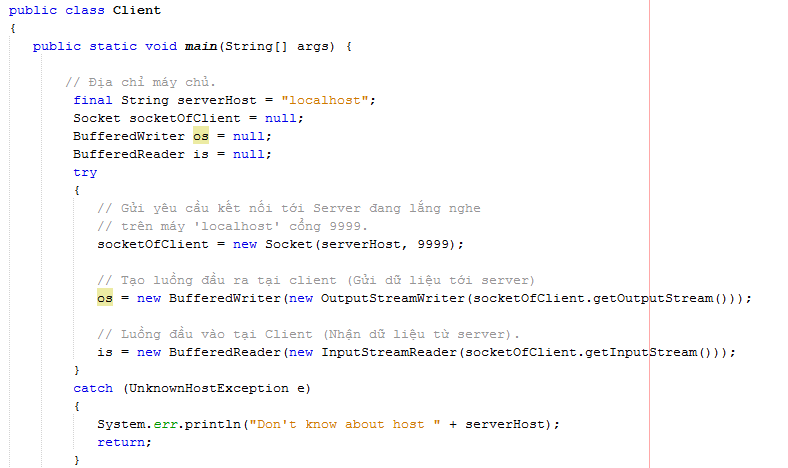 public class Client
{
public static void main(String[] args) {
// Địa chỉ máy chủ.
final String serverHost = "localhost";
Socket socketOfClient = null;
BufferedWriter os = null;
BufferedReader is = null;
try
{
// Gửi yêu cầu kết nối tới Server đang lắng nghe
// trên máy 'localhost' cổng 9999.
socketOfClient = new Socket(serverHost, 9999);
// Tạo luồng đầu ra tại client (Gửi dữ liệu tới server)
os = new BufferedWriter(new OutputStreamWriter(socketOfClient.getOutputStream()));
// Luồng đầu vào tại Client (Nhận dữ liệu từ server).
is = new BufferedReader(new InputStreamReader(socketOfClient.getInputStream()));
}
catch (UnknownHostException e)
{
System.err.println("Don't know about host " + serverHost);
return;
}